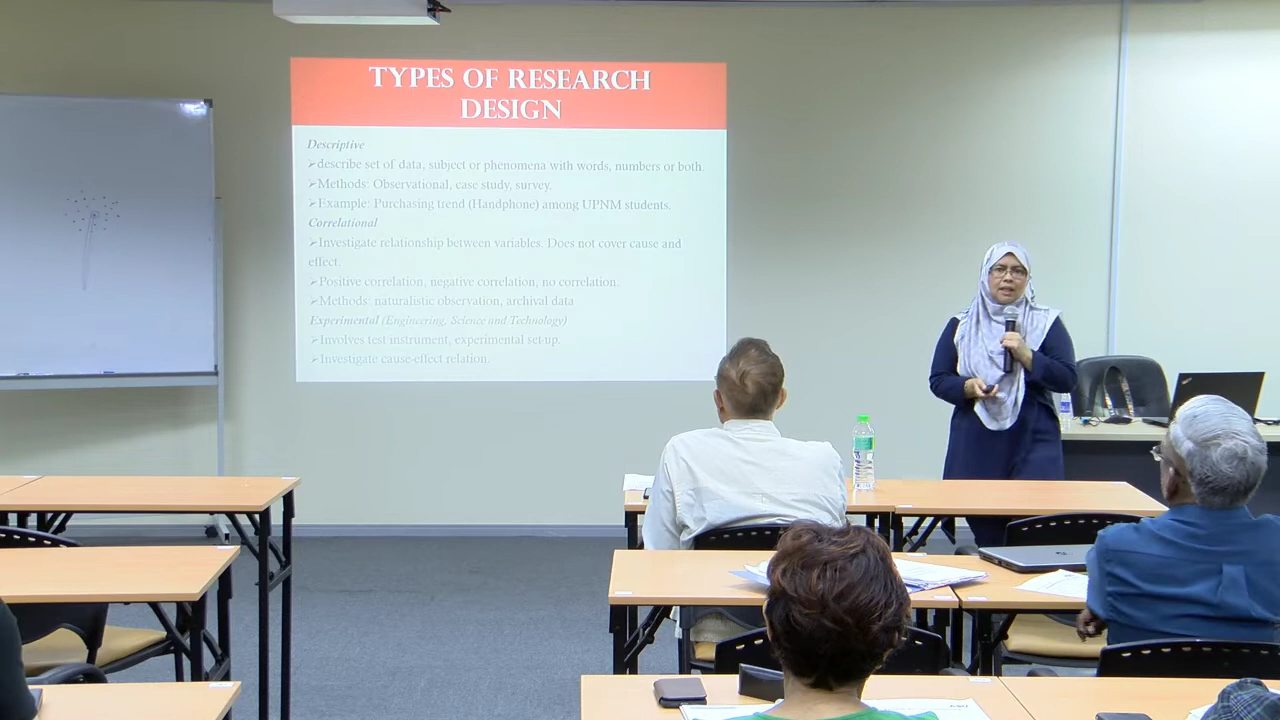 TYPES OF RESEARCH
DESIGN
Descriptive
➢describe set of data, subject or phenomena with words, numbers or both.
➢Methods: Observational, case study, survey.
➢Example: Purchasing trend (Handphone) among UPNM students.
Correlational
➢Investigate relationship between variables. Does not cover cause and
effect.
➢Positive correlation, negative correlation, no correlation.
➢Methods: naturalistic observation, archival data
Experimental (Engineering, Science and Technology)
➢Involves test instrument, experimental set-up.
➢Investigate cause-effect relation.